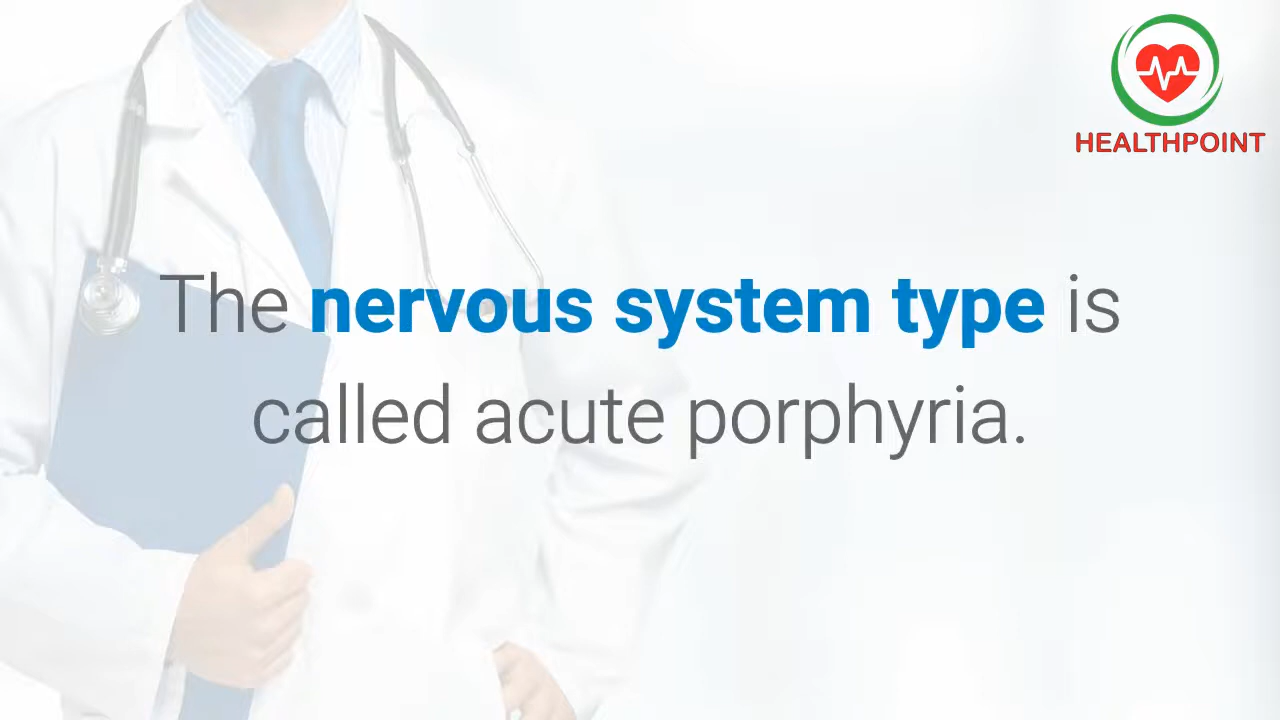 HEALTHPOINT
The nervous system type is
called acute porphyria.